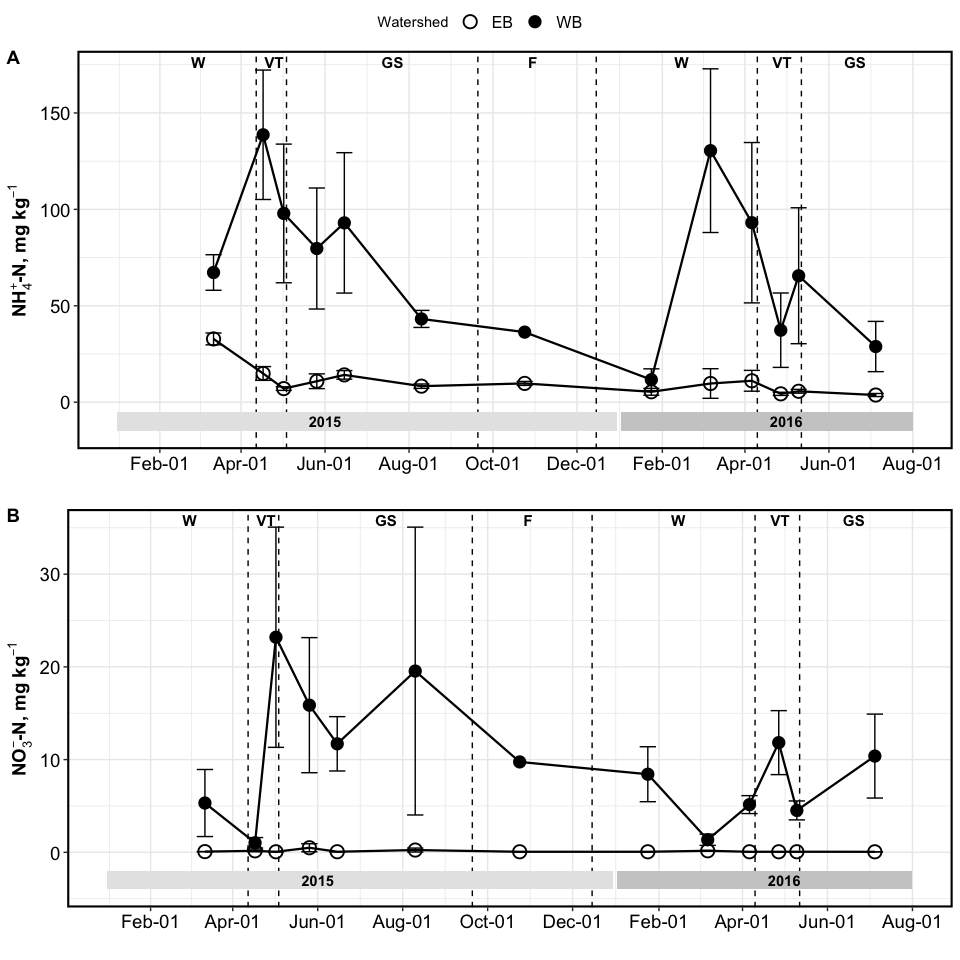 Watershed EB WB
A
W VT GS F W VT GS
150
100
50
0
NH₄⁺-N, mg kg⁻¹
2015 2016
Feb-01 Apr-01 Jun-01 Aug-01 Oct-01 Dec-01 Feb-01 Apr-01 Jun-01 Aug-01
B
W VT GS F W VT GS
30
20
10
0
NO₃⁻-N, mg kg⁻¹
2015 2016
Feb-01 Apr-01 Jun-01 Aug-01 Oct-01 Dec-01 Feb-01 Apr-01 Jun-01 Aug-01